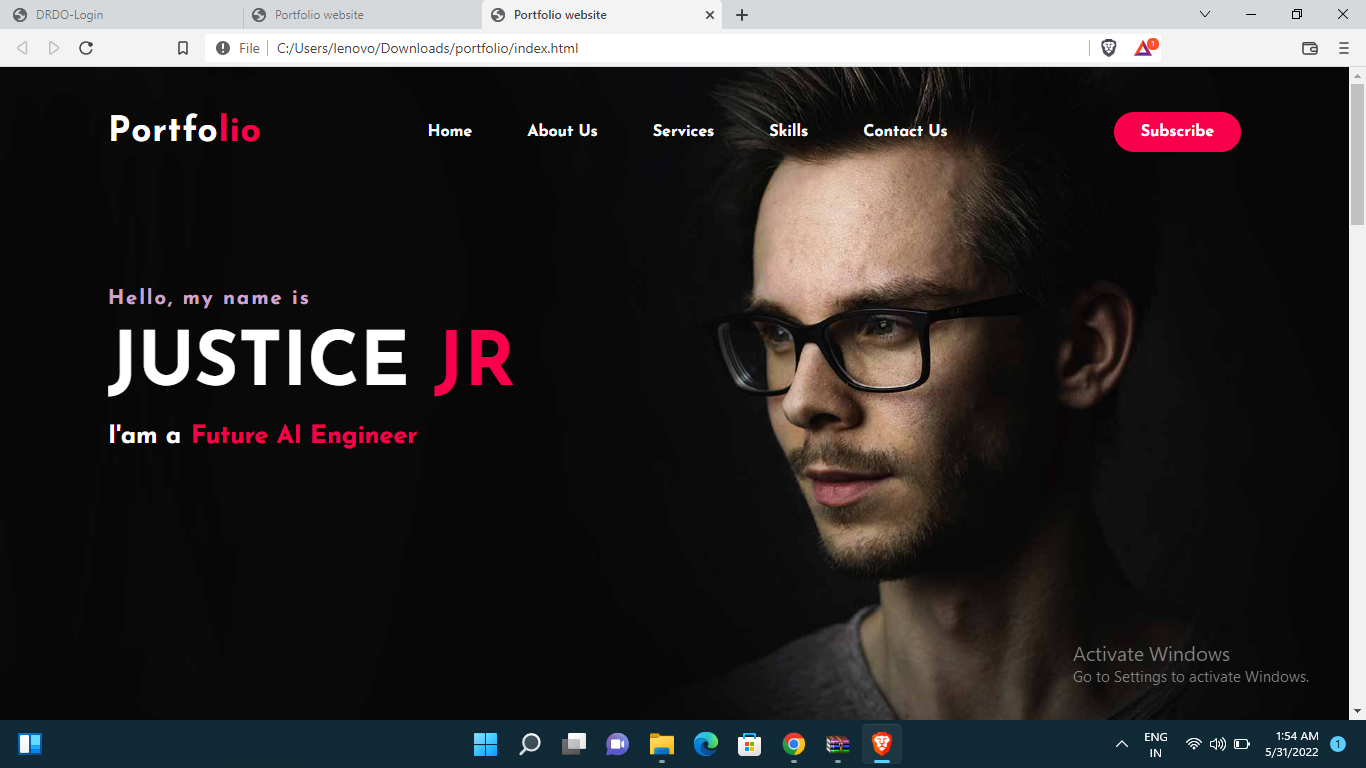 DRDO-Login
Portfolio website
Portfolio website
File
C:/Users/lenovo/Downloads/portfolio/index.html
1
Portfolio
Home
About Us
Services
Skills
Contact Us
Subscribe
Hello, my name is
JUSTICE JR
I'am a Future AI Engineer
Activate Windows
Go to Settings to activate Windows.
ENG
IN
1:54 AM
5/31/2022
1